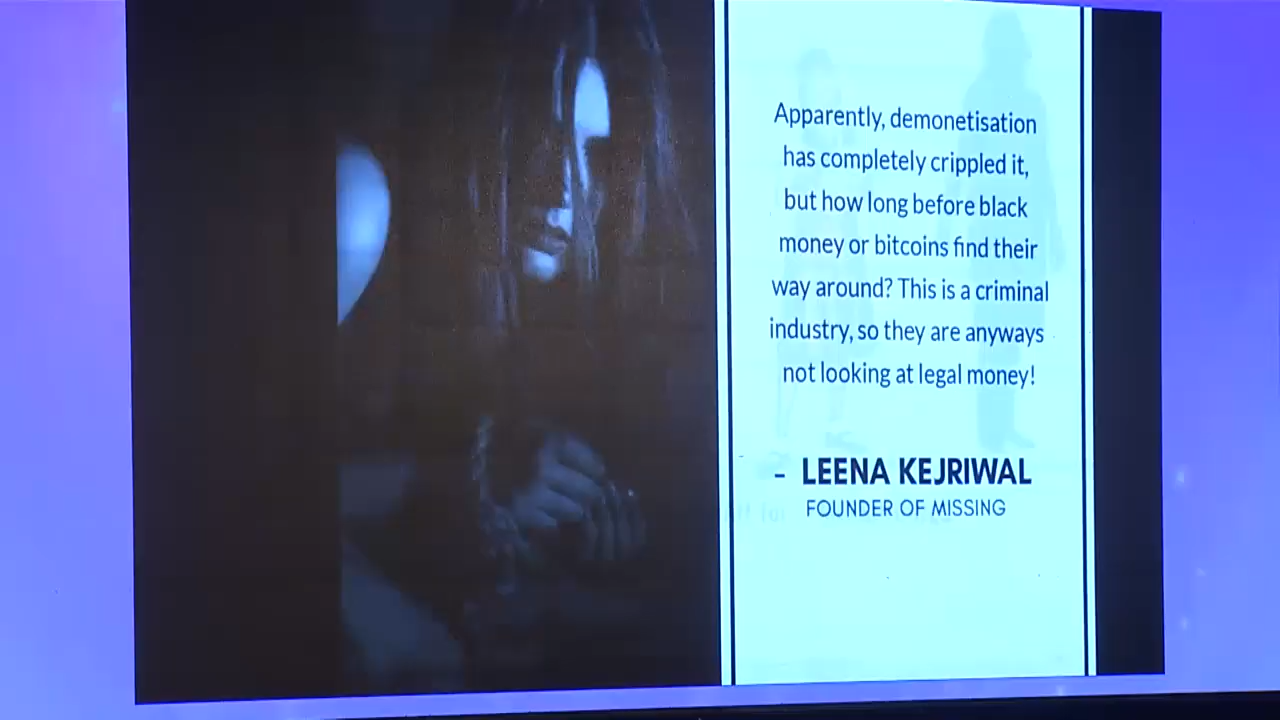 Apparently, demonetisation
has completely crippled it,
but how long before black
money or bitcoins find their
way around? This is a criminal
industry, so they are anyways
not looking at legal money!
- LEENA KEJRIWAL
FOUNDER OF MISSING